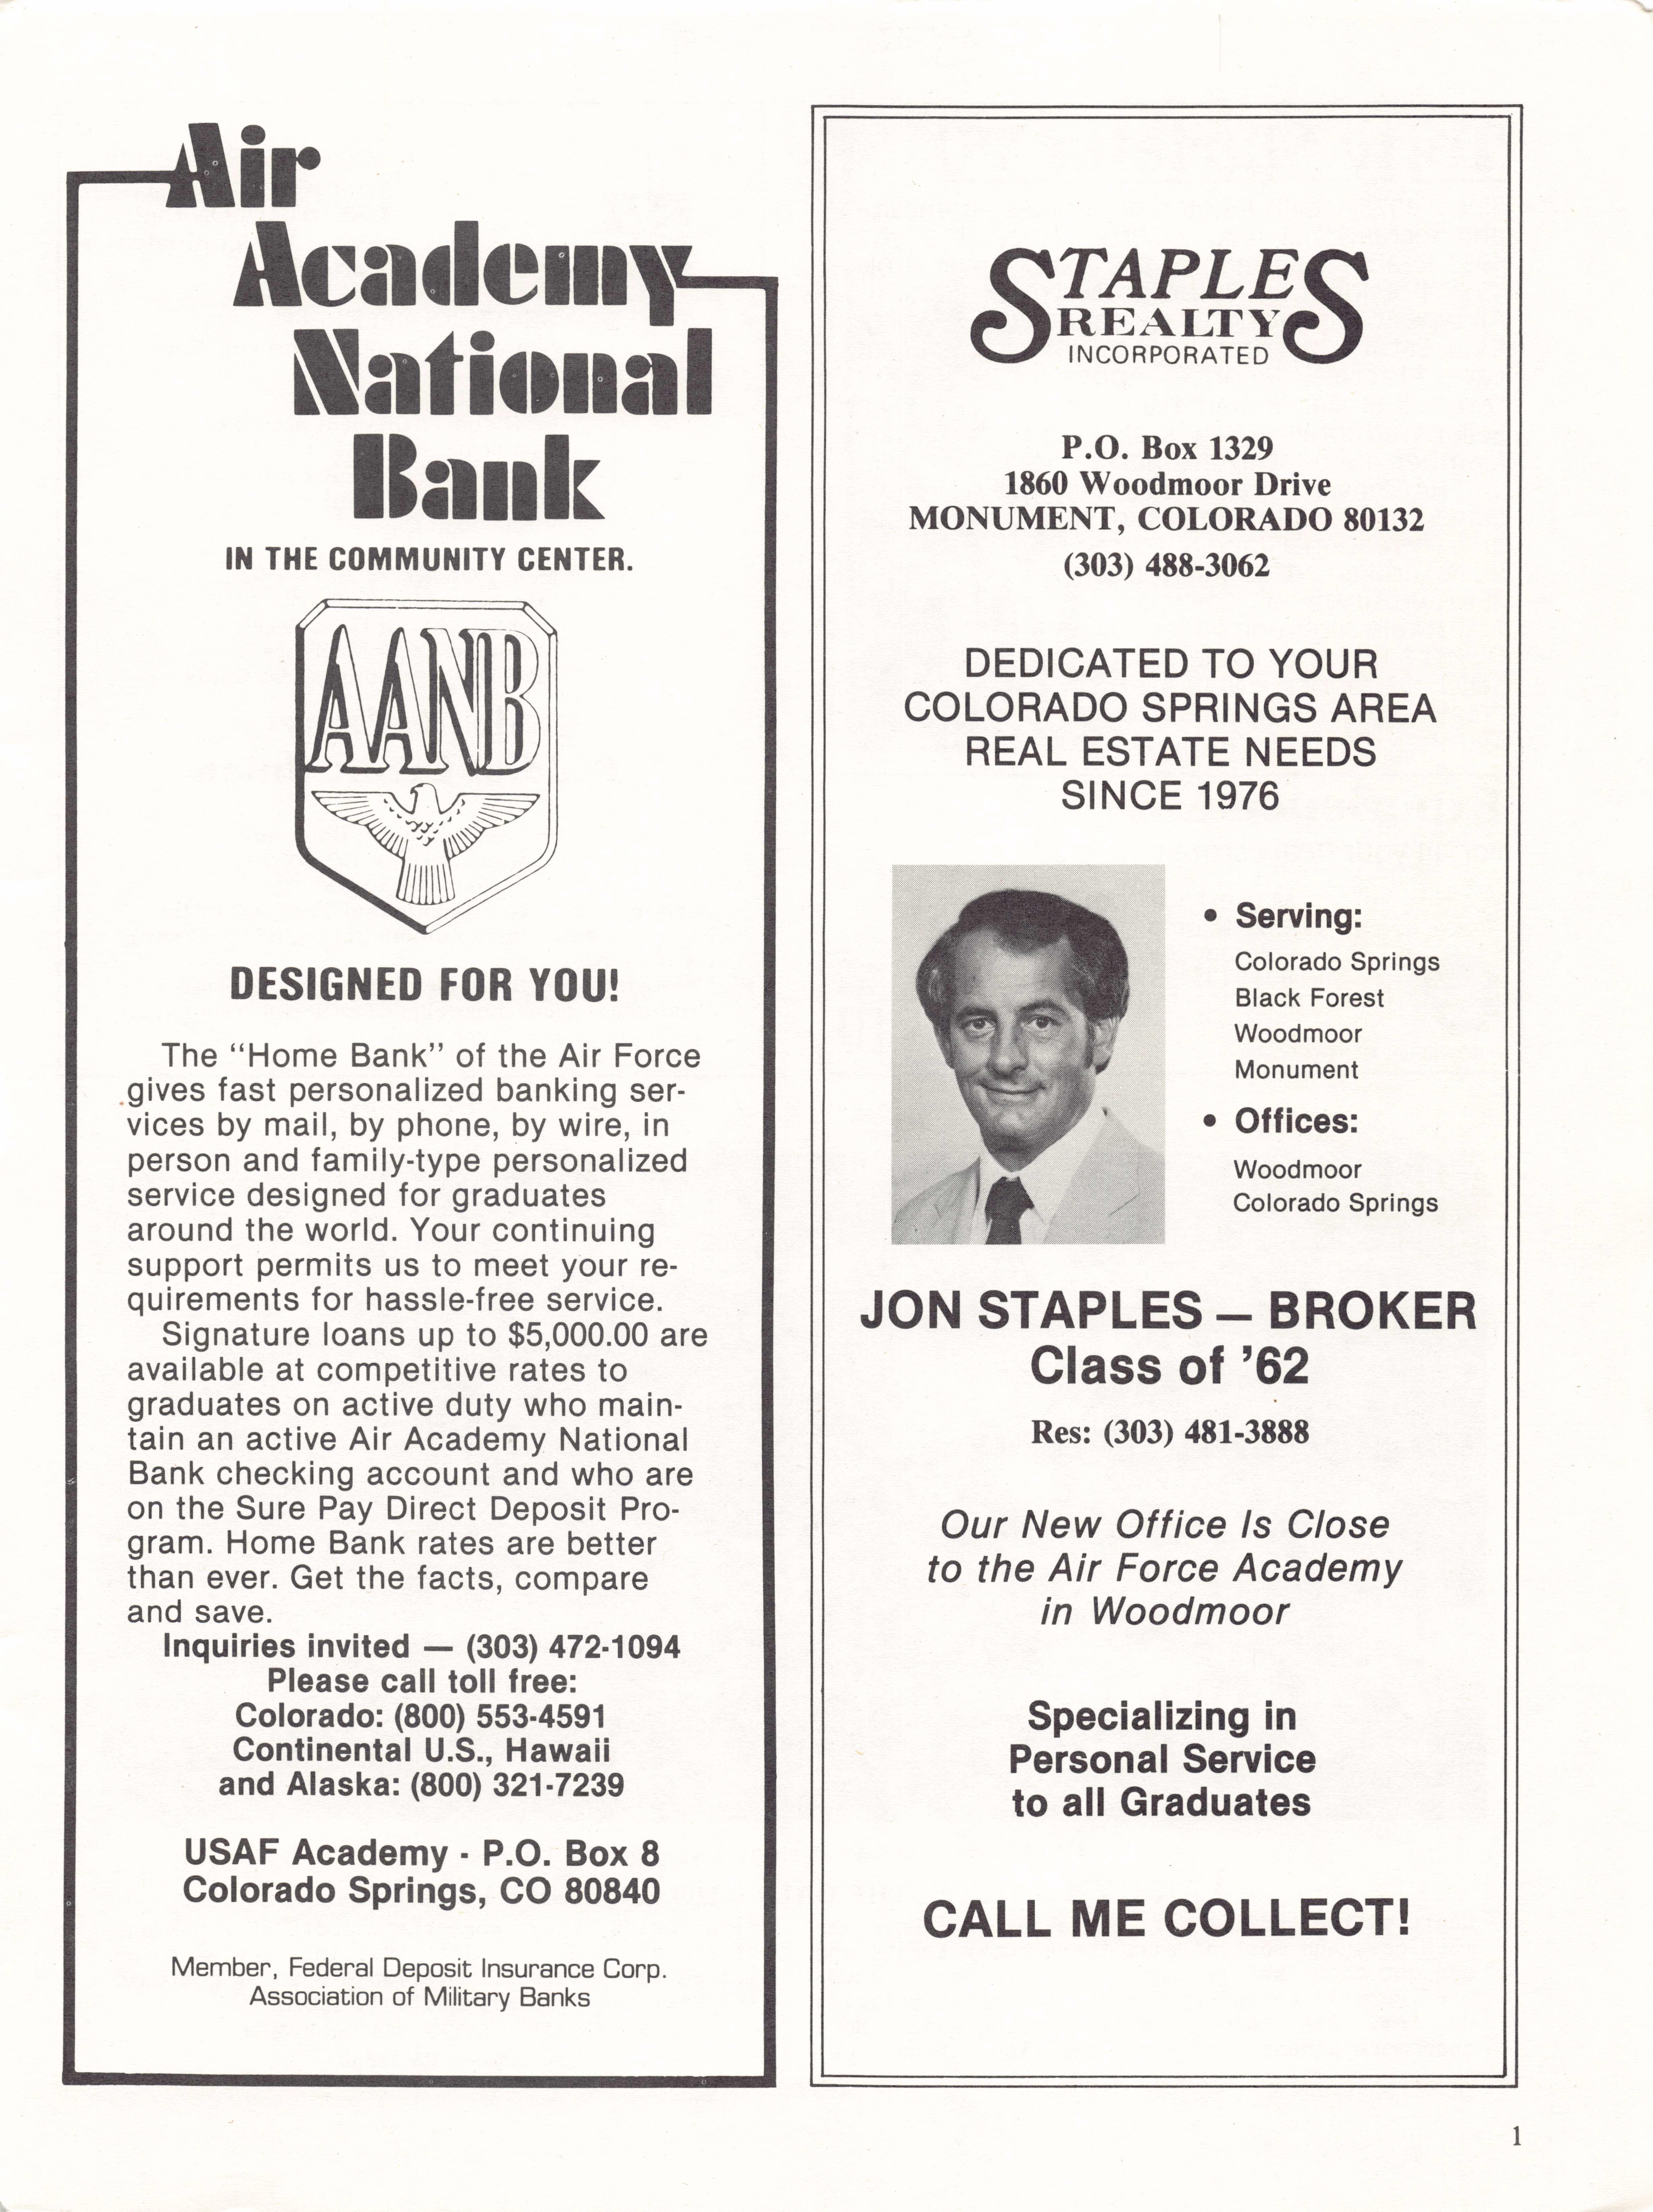 Air
Academy
National
Bank
IN THE COMMUNITY CENTER.
AANB
DESIGNED FOR YOU!
The “Home Bank” of the Air Force
gives fast personalized banking ser-
vices by mail, by phone, by wire, in
person and family-type personalized
service designed for graduates
around the world. Your continuing
support permits us to meet your re-
quirements for hassle-free service.
Signature loans up to $5,000.00 are
available at competitive rates to
graduates on active duty who main-
tain an active Air Academy National
Bank checking account and who are
on the Sure Pay Direct Deposit Pro-
gram. Home Bank rates are better
than ever. Get the facts, compare
and save.
Inquiries invited — (303) 472-1094
Please call toll free:
Colorado: (800) 553-4591
Continental U.S., Hawaii
and Alaska: (800) 321-7239
USAF Academy - P.O. Box 8
Colorado Springs, CO 80840
Member, Federal Deposit Insurance Corp.
Association of Military Banks
STAPLES
REALTY
INCORPORATED
P.O. Box 1329
1860 Woodmoor Drive
MONUMENT, COLORADO 80132
(303) 488-3062
DEDICATED TO YOUR
COLORADO SPRINGS AREA
REAL ESTATE NEEDS
SINCE 1976
• Serving:
Colorado Springs
Black Forest
Woodmoor
Monument
• Offices:
Woodmoor
Colorado Springs
JON STAPLES — BROKER
Class of ’62
Res: (303) 481-3888
Our New Office Is Close
to the Air Force Academy
in Woodmoor
Specializing in
Personal Service
to all Graduates
CALL ME COLLECT!
1